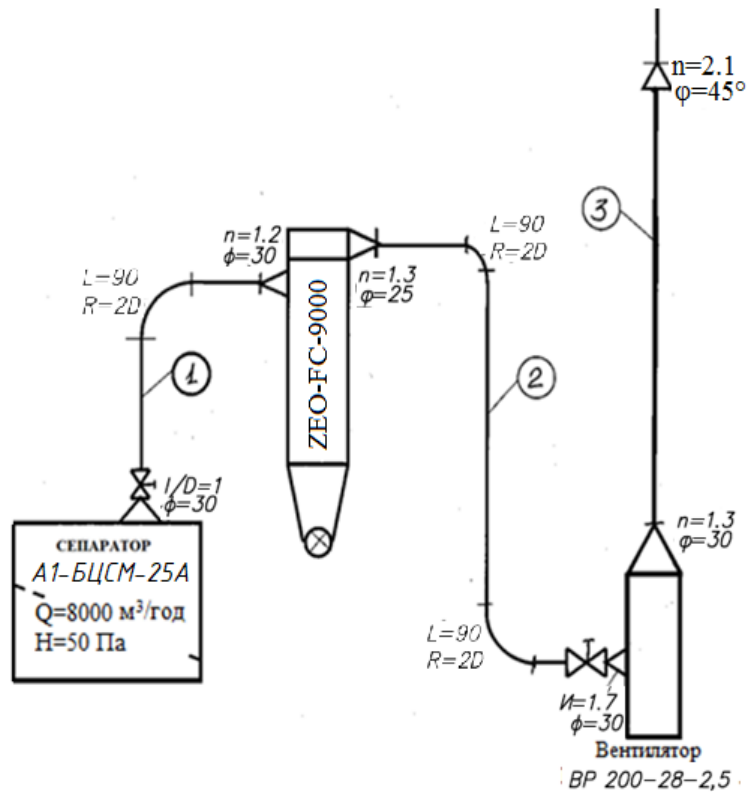 n=2.1
φ=45°
3
n=1.2
ϕ=30
L=90
R=2D
n=1.3
φ=25
L=90
R=2D
ZEO-FC-9000
1
2
l/D=1
ϕ=30
n=1.3
ϕ=30
СЕПАРАТОР
А1-БЦСМ-25А
Q=8000 м³/год
Н=50 Па
L=90
R=2D
И=1.7
ϕ=30
Вентилятор
ВР 200-28-2,5